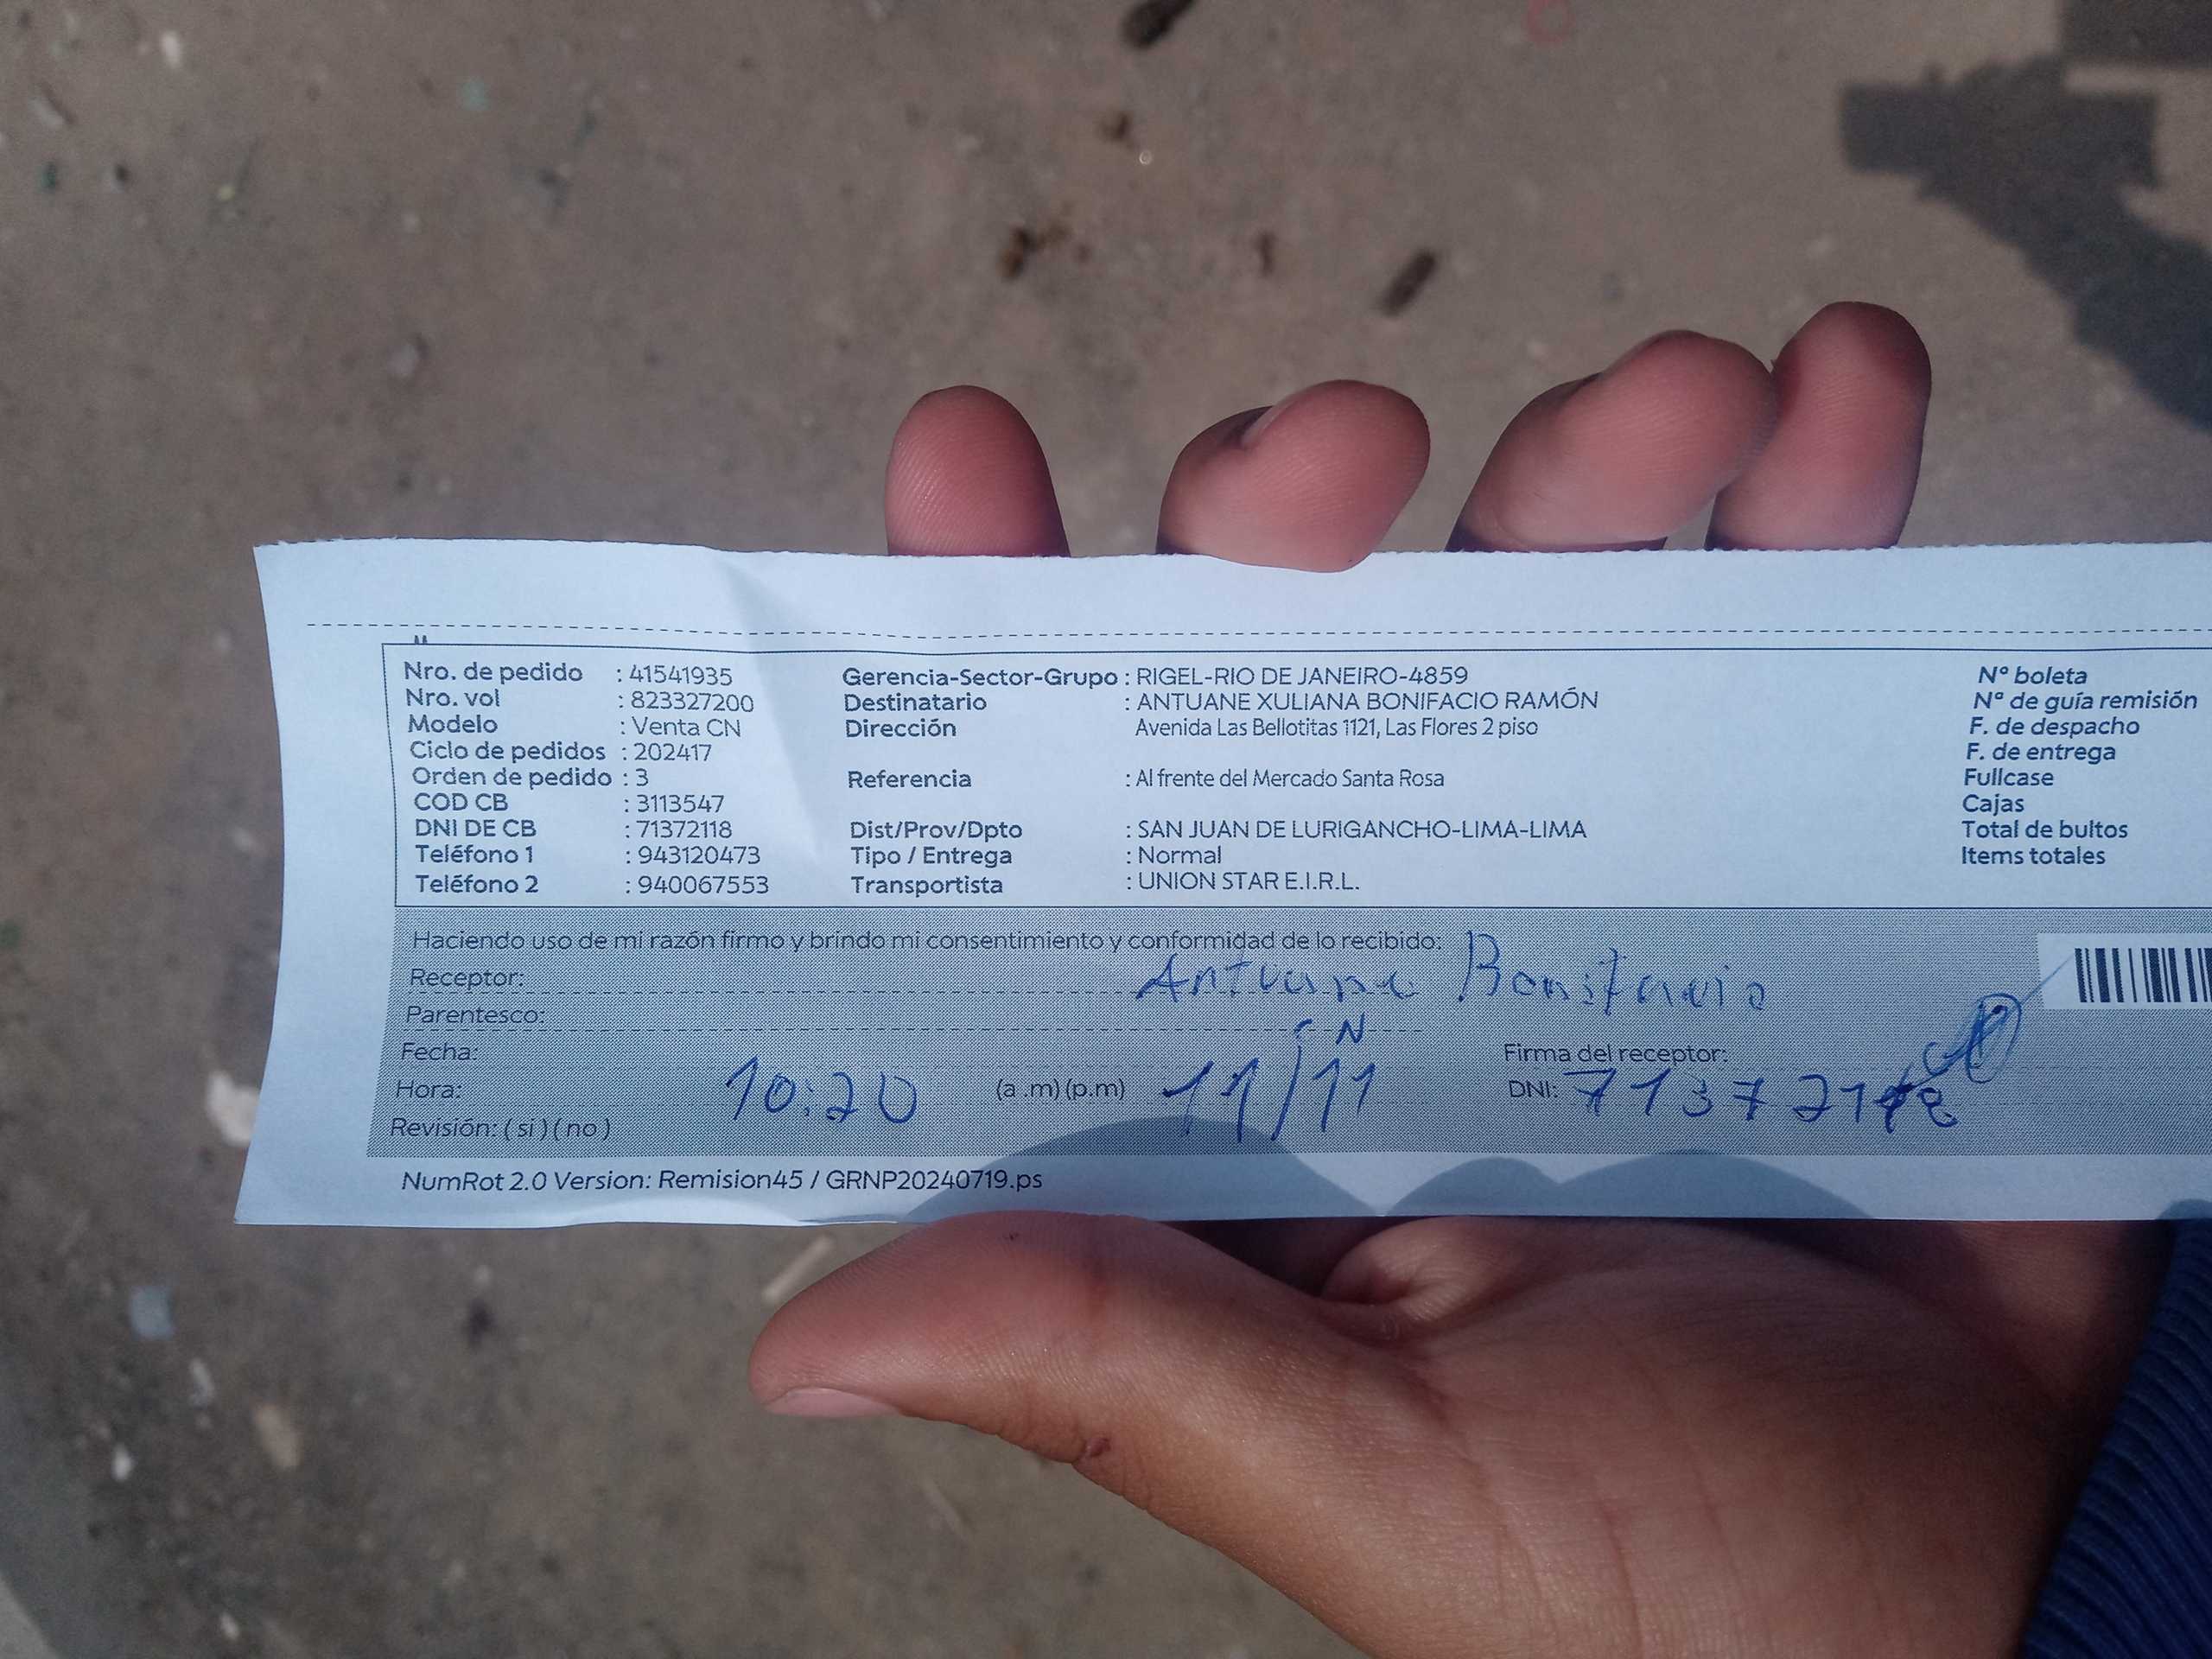 Nro. de pedido : 41541935 Gerencia-Sector-Grupo : RIGEL-RIO DE JANEIRO-4859 N° boleta
Nro. vol : 823327200 Destinatario : ANTUANE XULIANA BONIFACIO RAMÓN N° de guía remisión
Modelo : Venta CN Dirección Avenida Las Bellotitas 1121, Las Flores 2 piso F. de despacho
Ciclo de pedidos : 202417 F. de entrega
Orden de pedido : 3 Referencia : Al frente del Mercado Santa Rosa Fullcase
COD CB : 3113547 Cajas
DNI DE CB : 71372118 Dist/Prov/Dpto : SAN JUAN DE LURIGANCHO-LIMA-LIMA Total de bultos
Teléfono 1 : 943120473 Tipo / Entrega : Normal Items totales
Teléfono 2 : 940067553 Transportista : UNION STAR E.I.R.L.
Haciendo uso de mi razón firmo y brindo mi consentimiento y conformidad de lo recibido:
Receptor: Antuane Bonifacio
Parentesco:
Fecha: Firma del receptor:
Hora: 10:20 (a .m) (p.m) 11/11 DNI:
Revisión: ( si ) ( no )
NumRot 2.0 Version: Remision45 / GRNP20240719.ps